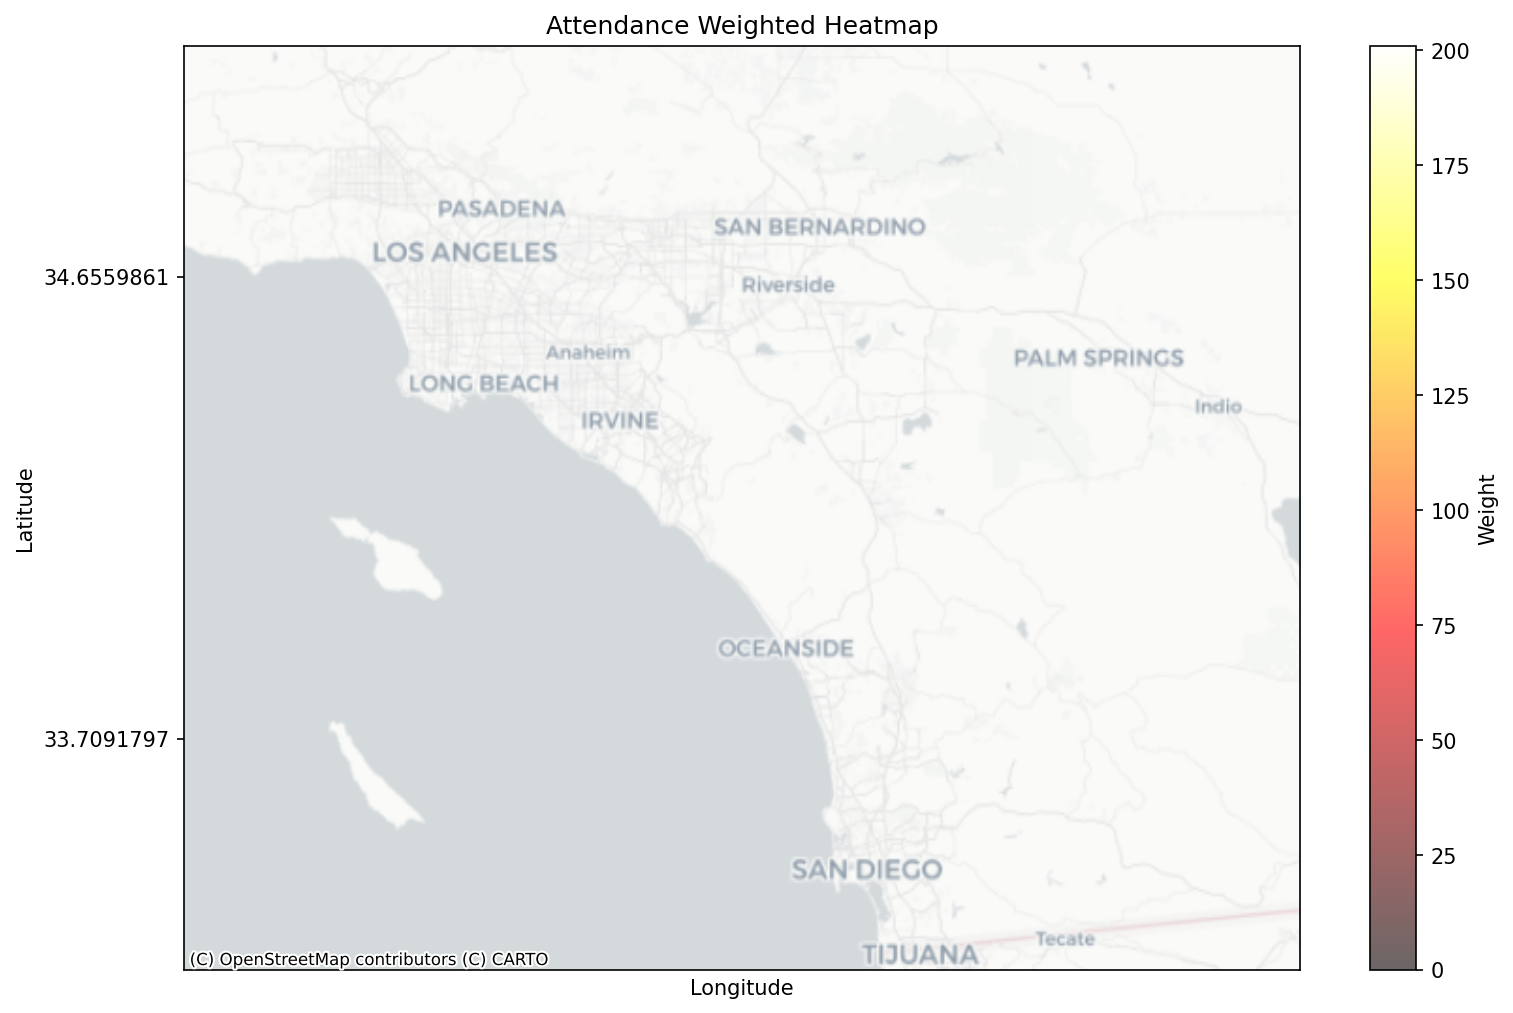 Attendance Weighted Heatmap
200
175
150
125
100
75
50
25
0
Weight
Latitude
34.6559861
33.7091797
PASADENA
SAN BERNARDINO
LOS ANGELES
Riverside
Anaheim
PALM SPRINGS
LONG BEACH
Indio
IRVINE
OCEANSIDE
SAN DIEGO
Tecate
TIJUANA
(C) OpenStreetMap contributors (C) CARTO
Longitude